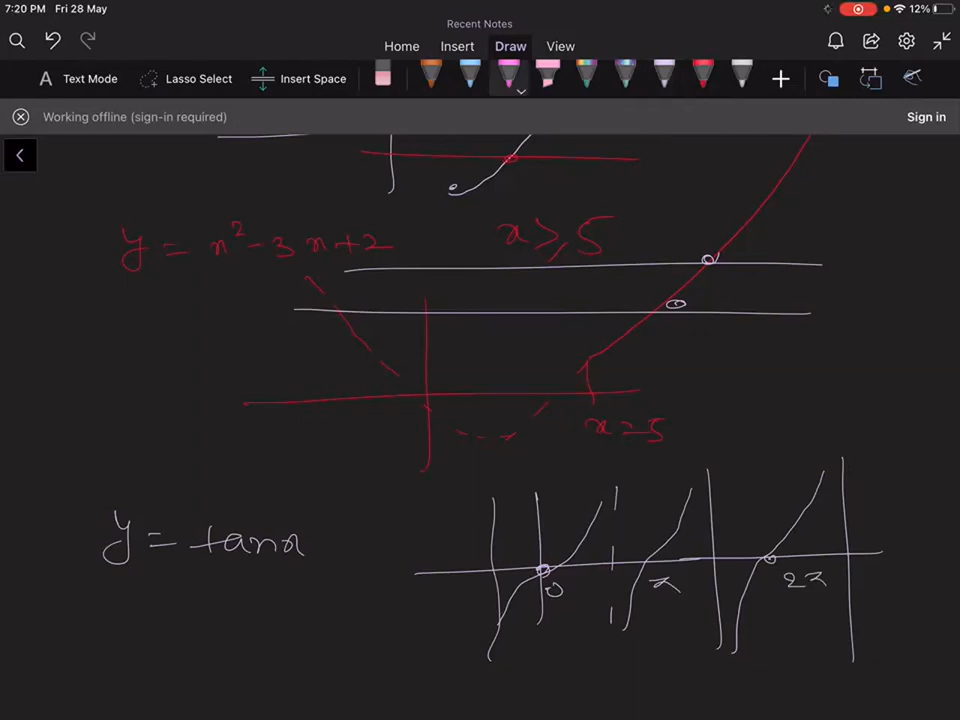 7:20 PM Fri 28 May
12%
Recent Notes
Home Insert Draw View
Text Mode Lasso Select Insert Space
Working offline (sign-in required) Sign in
y = x² - 3x + 2 x ≥ 5
x = 5
y = tanx
0 π 2π